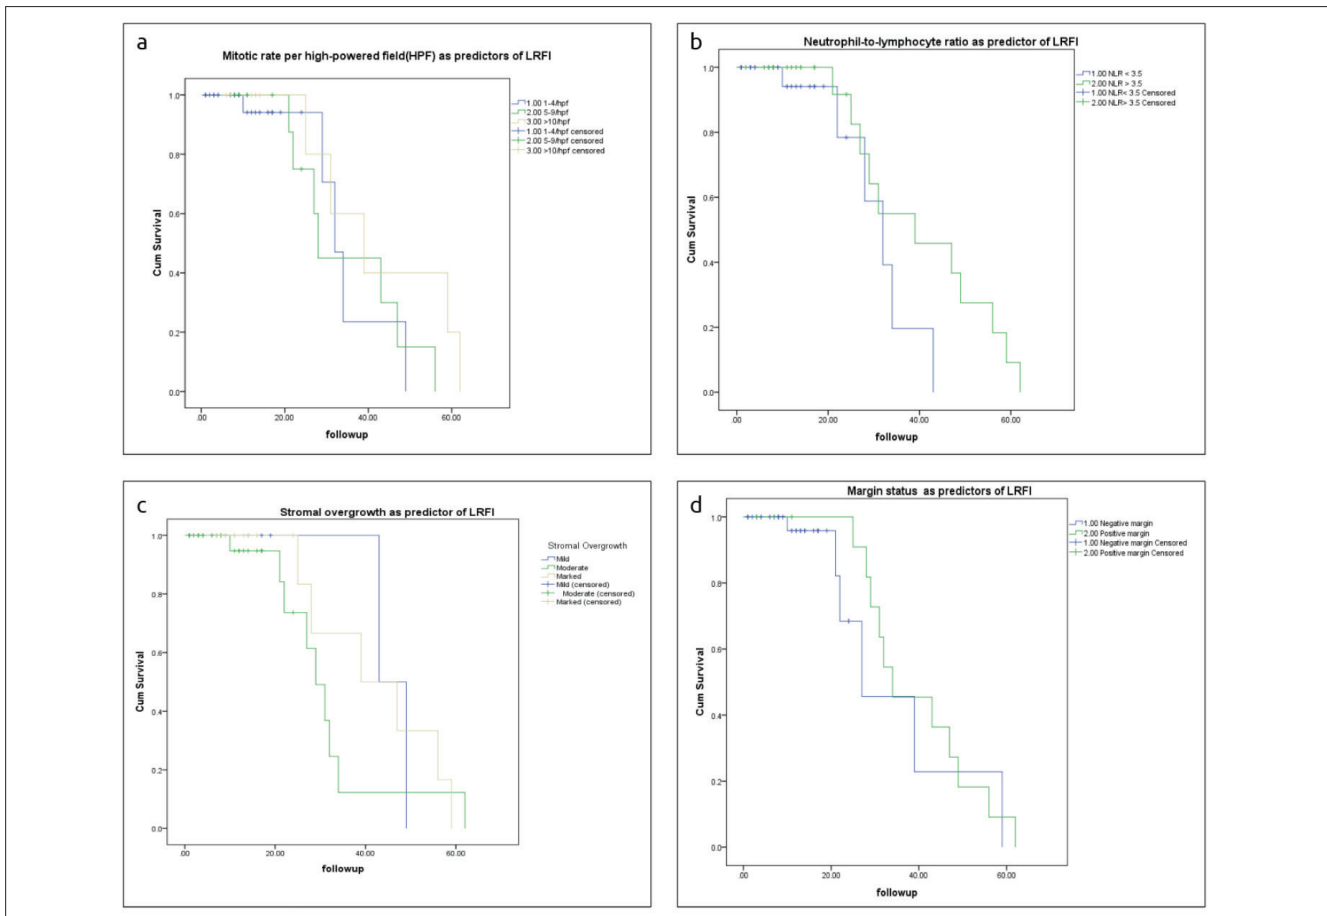 a
Mitotic rate per high-powered field(HPF) as predictors of LRFI
1.00 1-4/hpf
2.00 5-9/hpf
3.00 >10/hpf
1.00 1-4/hpf censored
2.00 5-9/hpf censored
3.00 >10/hpf censored
Cum Survival
1.0
0.8
0.6
0.4
0.2
0.0
.00 20.00 40.00 60.00
followup
b
Neutrophil-to-lymphocyte ratio as predictor of LRFI
1.00 NLR < 3.5
2.00 NLR > 3.5
1.00 NLR< 3.5 Censored
2.00 NLR> 3.5 Censored
Cum Survival
1.0
0.8
0.6
0.4
0.2
0.0
.00 20.00 40.00 60.00
followup
c
Stromal overgrowth as predictor of LRFI
Stromal Overgrowth
Mild
Moderate
Marked
Mild (censored)
Moderate (censored)
Marked (censored)
Cum Survival
1.0
0.8
0.6
0.4
0.2
0.0
.00 20.00 40.00 60.00
followup
d
Margin status as predictors of LRFI
1.00 Negative margin
2.00 Positive margin
1.00 Negative margin Censored
2.00 Positive margin Censored
Cum Survival
1.0
0.8
0.6
0.4
0.2
0.0
.00 20.00 40.00 60.00
followup